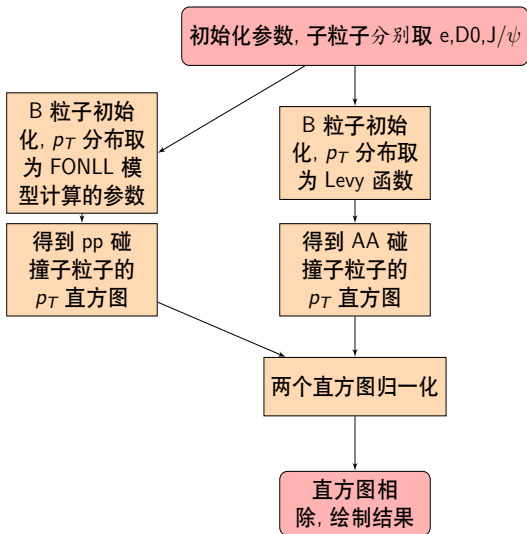 初始化参数, 子粒子分别取 e,D0,J/ψ
B 粒子初始
化, p_T 分布取
为 FONLL 模
型计算的参数
B 粒子初始
化, p_T 分布取
为 Levy 函数
得到 pp 碰
撞子粒子的
p_T 直方图
得到 AA 碰
撞子粒子的
p_T 直方图
两个直方图归一化
直方图相
除, 绘制结果